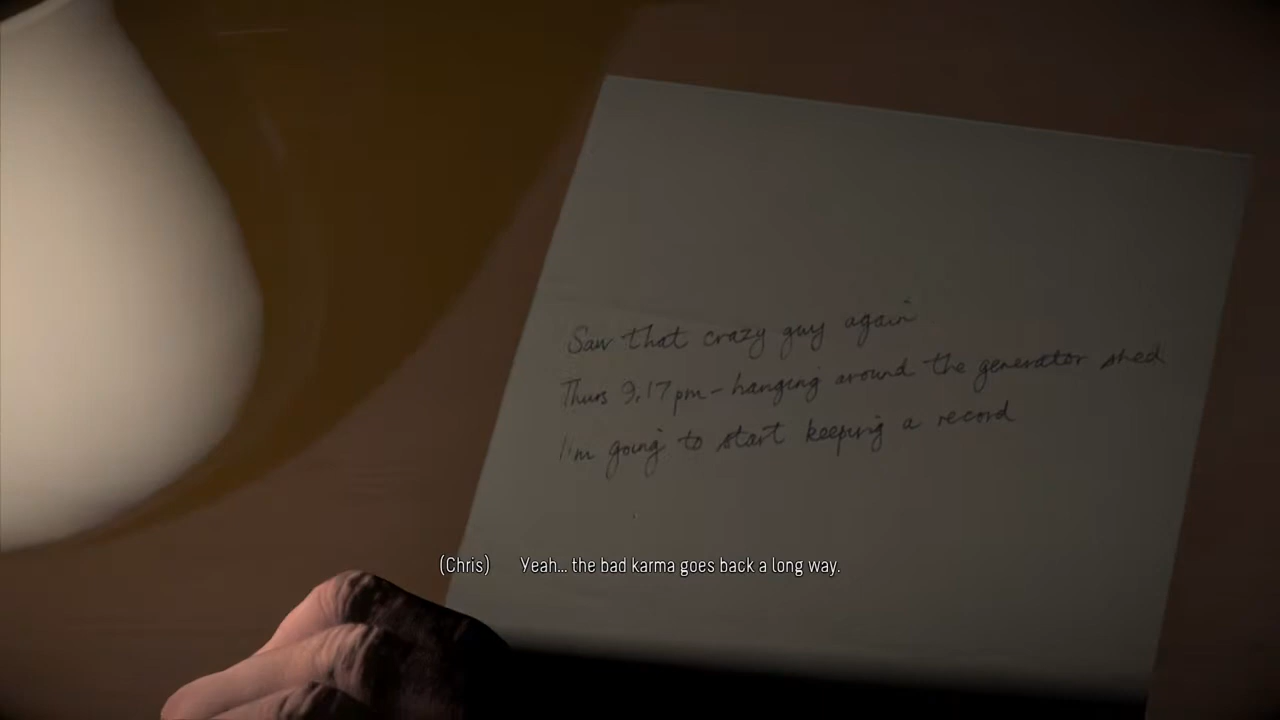 Saw that crazy guy again
Thurs 9.17pm - hanging around the generator shed
I'm going to start keeping a record
(Chris) Yeah... the bad karma goes back a long way.